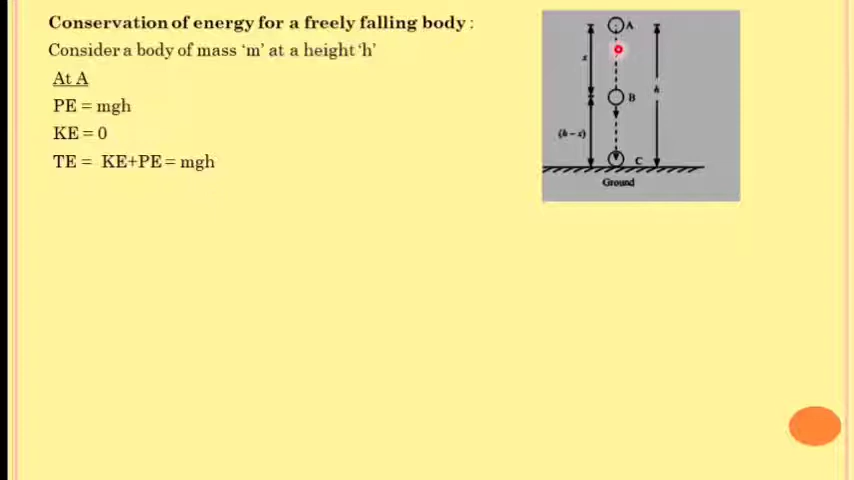 Conservation of energy for a freely falling body :
Consider a body of mass ‘m’ at a height ‘h’
At A
PE = mgh
KE = 0
TE = KE+PE = mgh
A
x
h
B
(h – x)
C
Ground